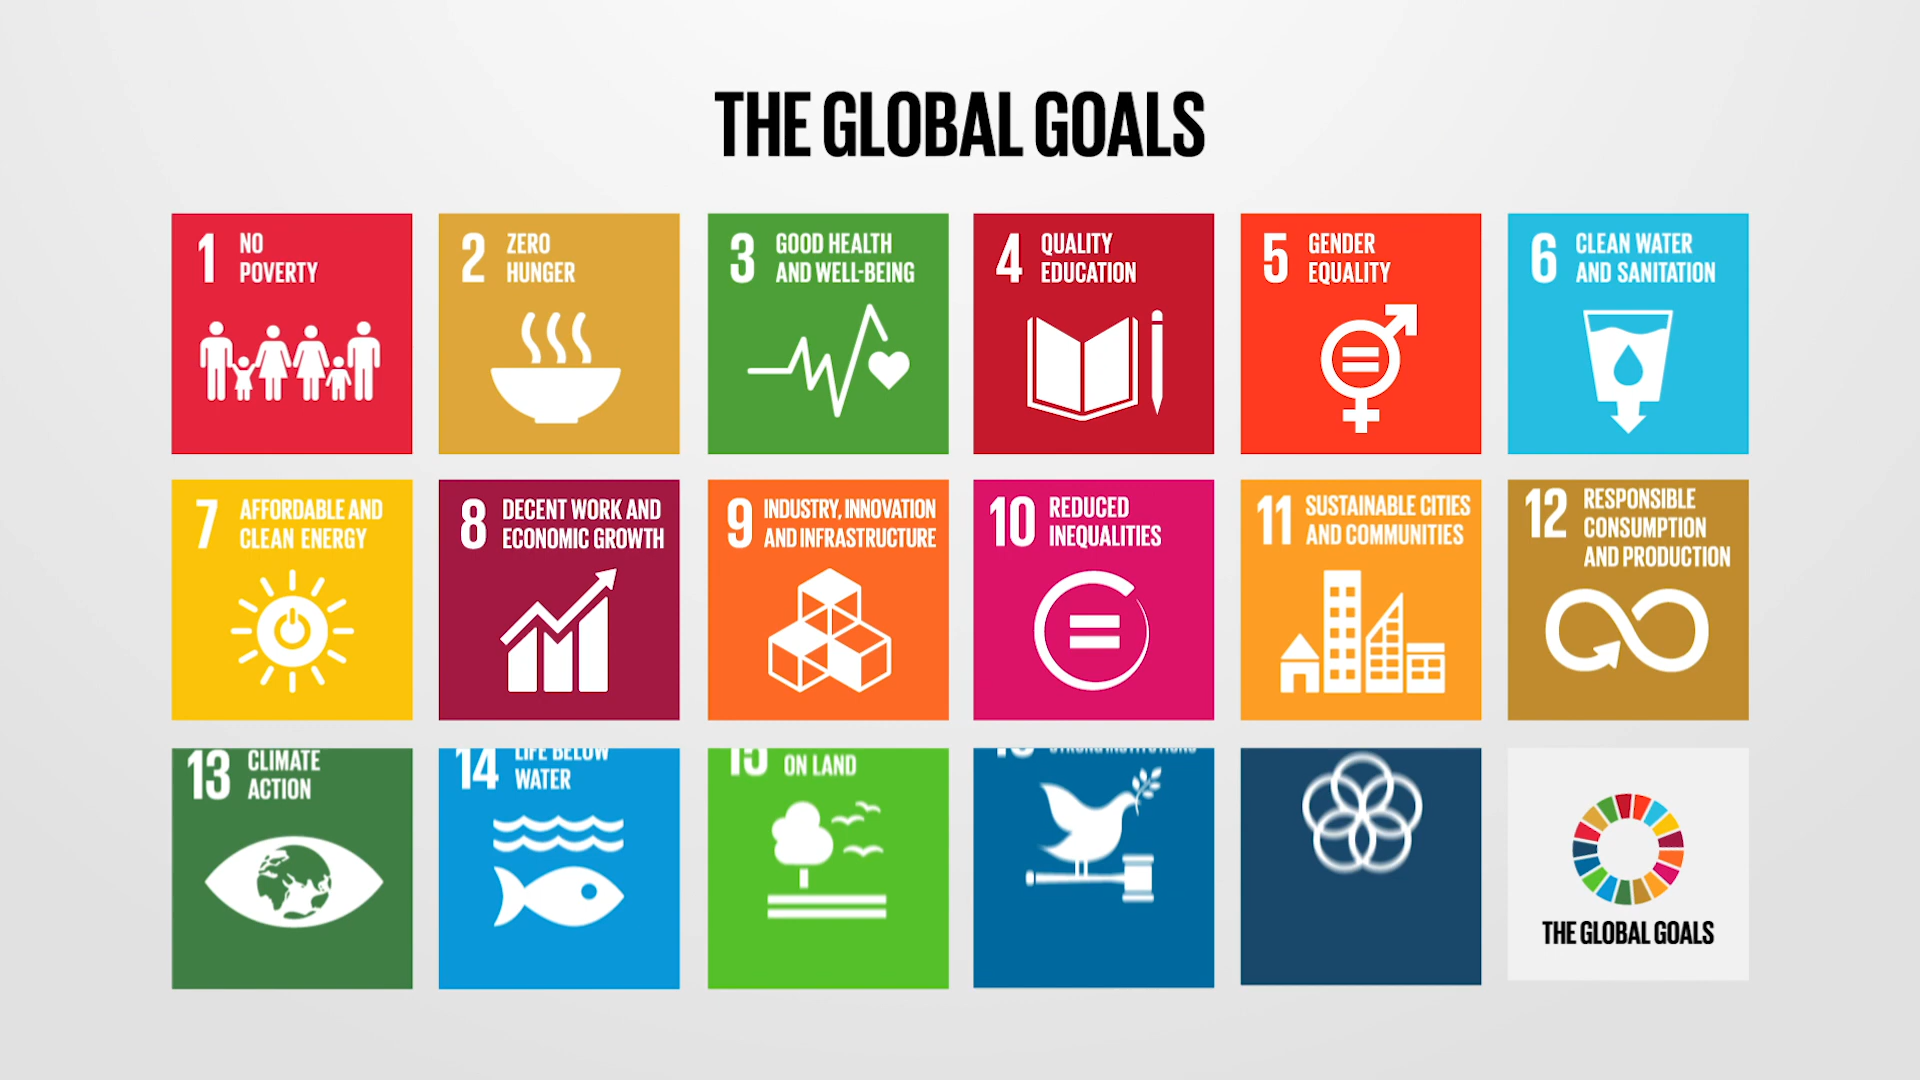 THE GLOBAL GOALS
1 NO
POVERTY
2 ZERO
HUNGER
3 GOOD HEALTH
AND WELL-BEING
4 QUALITY
EDUCATION
5 GENDER
EQUALITY
6 CLEAN WATER
AND SANITATION
7 AFFORDABLE AND
CLEAN ENERGY
8 DECENT WORK AND
ECONOMIC GROWTH
9 INDUSTRY, INNOVATION
AND INFRASTRUCTURE
10 REDUCED
INEQUALITIES
11 SUSTAINABLE CITIES
AND COMMUNITIES
12 RESPONSIBLE
CONSUMPTION
AND PRODUCTION
13 CLIMATE
ACTION
14 LIFE BELOW
WATER
15 ON LAND
THE GLOBAL GOALS